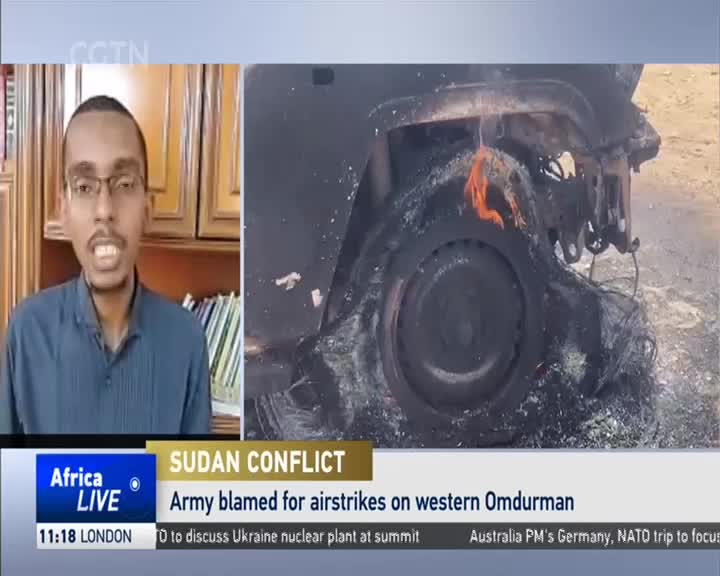 CGTN
SUDAN CONFLICT
Africa
LIVE
Army blamed for airstrikes on western Omdurman
11:18 LONDON
TO to discuss Ukraine nuclear plant at summit Australia PM's Germany, NATO trip to focus